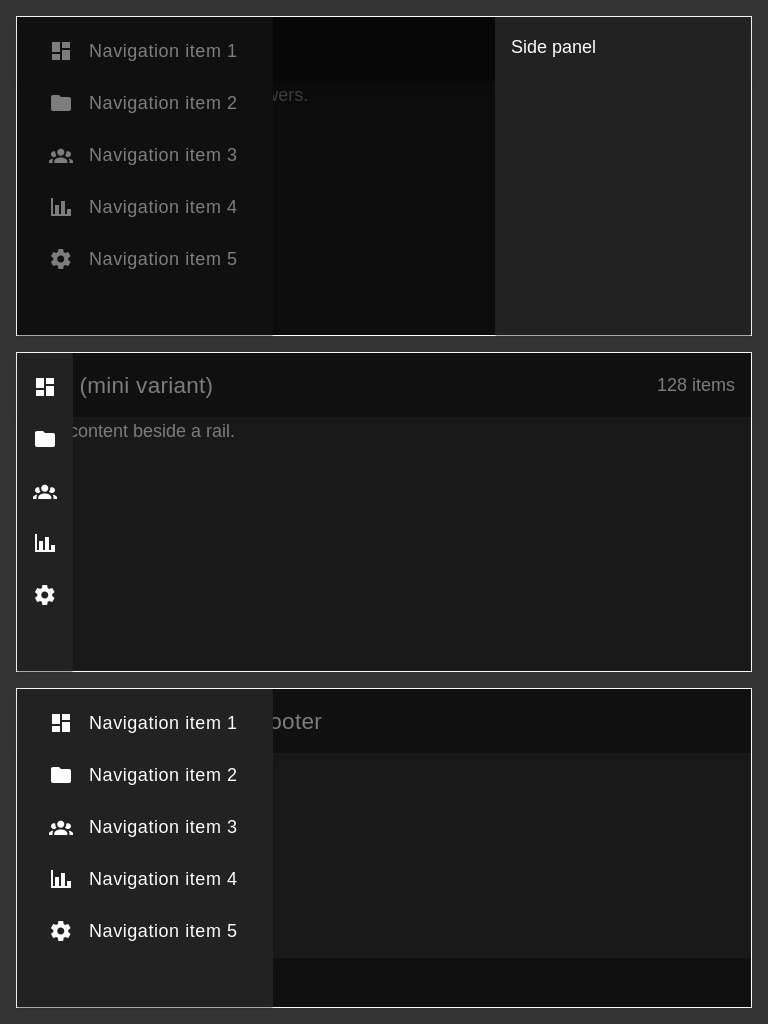 Navigation item 1
Side panel
Navigation item 2
Navigation item 3
Navigation item 4
Navigation item 5
(mini variant)
128 items
content beside a rail.
Navigation item 1
Navigation item 2
Navigation item 3
Navigation item 4
Navigation item 5